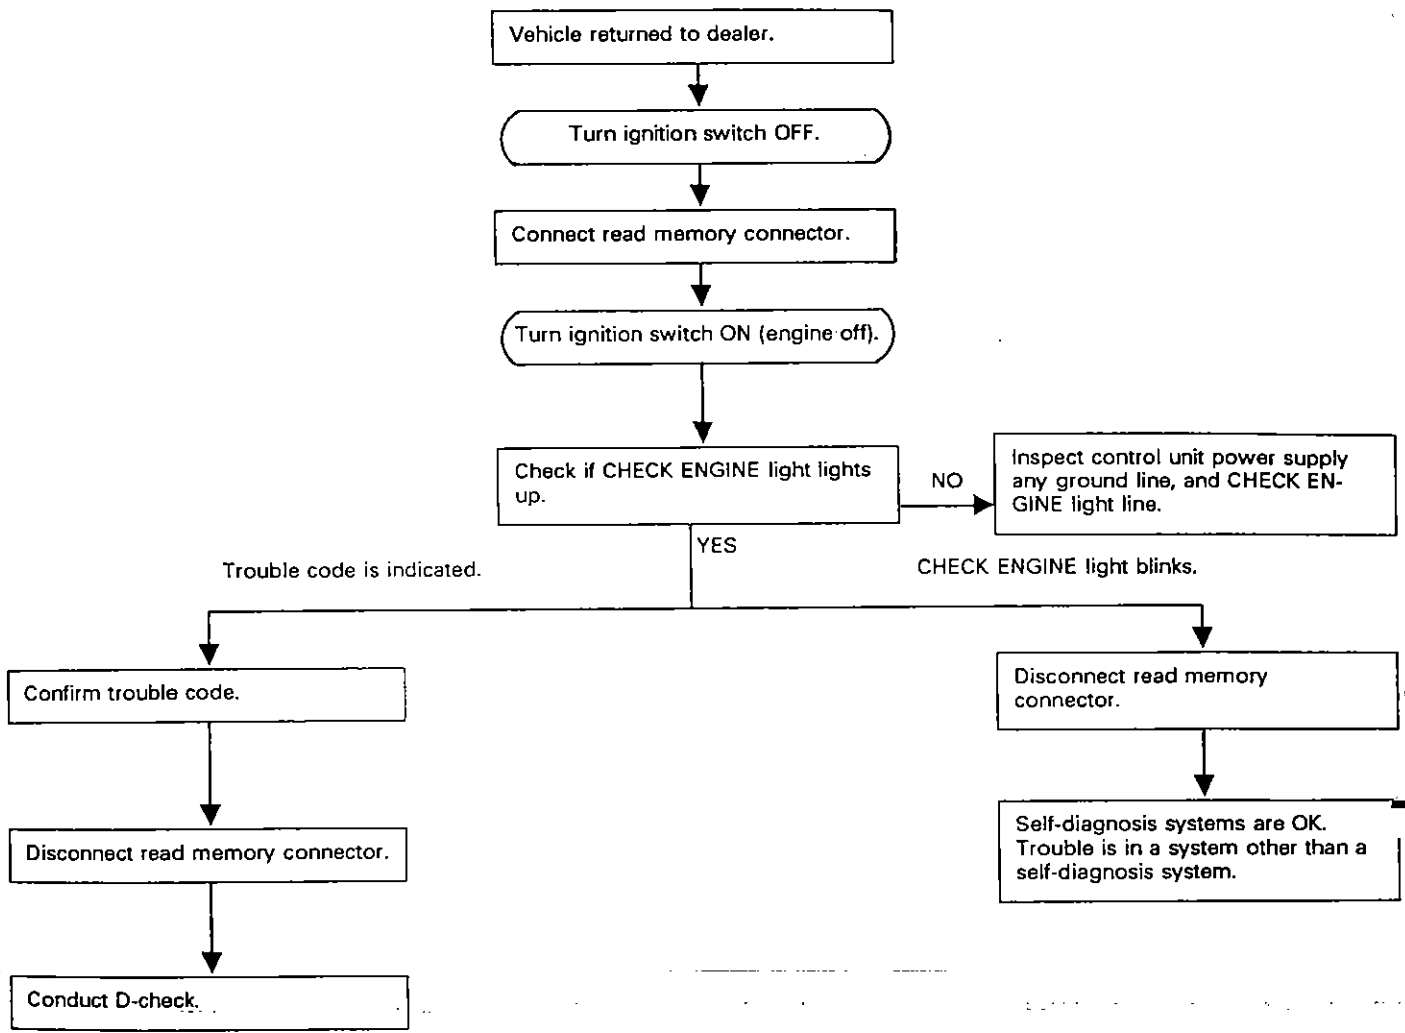 Vehicle returned to dealer.
Turn ignition switch OFF.
Connect read memory connector.
Turn ignition switch ON (engine off).
Check if CHECK ENGINE light lights
up.
NO
Inspect control unit power supply
any ground line, and CHECK EN-
GINE light line.
YES
Trouble code is indicated.
CHECK ENGINE light blinks.
Confirm trouble code.
Disconnect read memory
connector.
Disconnect read memory connector.
Self-diagnosis systems are OK.
Trouble is in a system other than a
self-diagnosis system.
Conduct D-check.